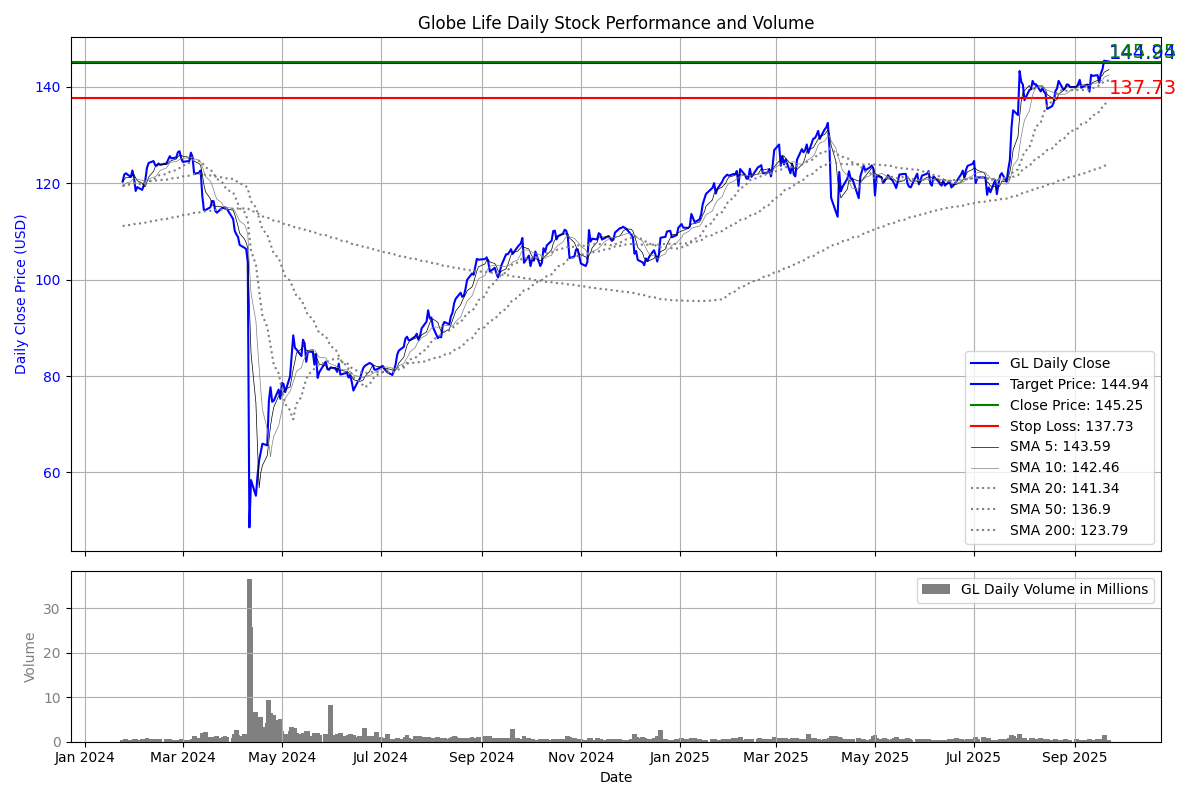 Globe Life Daily Stock Performance and Volume
145.25
144.94
137.73
Daily Close Price (USD)
140
120
100
80
60
GL Daily Close
Target Price: 144.94
Close Price: 145.25
Stop Loss: 137.73
SMA 5: 143.59
SMA 10: 142.46
SMA 20: 141.34
SMA 50: 136.9
SMA 200: 123.79
GL Daily Volume in Millions
Volume
30
20
10
0
Jan 2024
Mar 2024
May 2024
Jul 2024
Sep 2024
Nov 2024
Jan 2025
Mar 2025
May 2025
Jul 2025
Sep 2025
Date